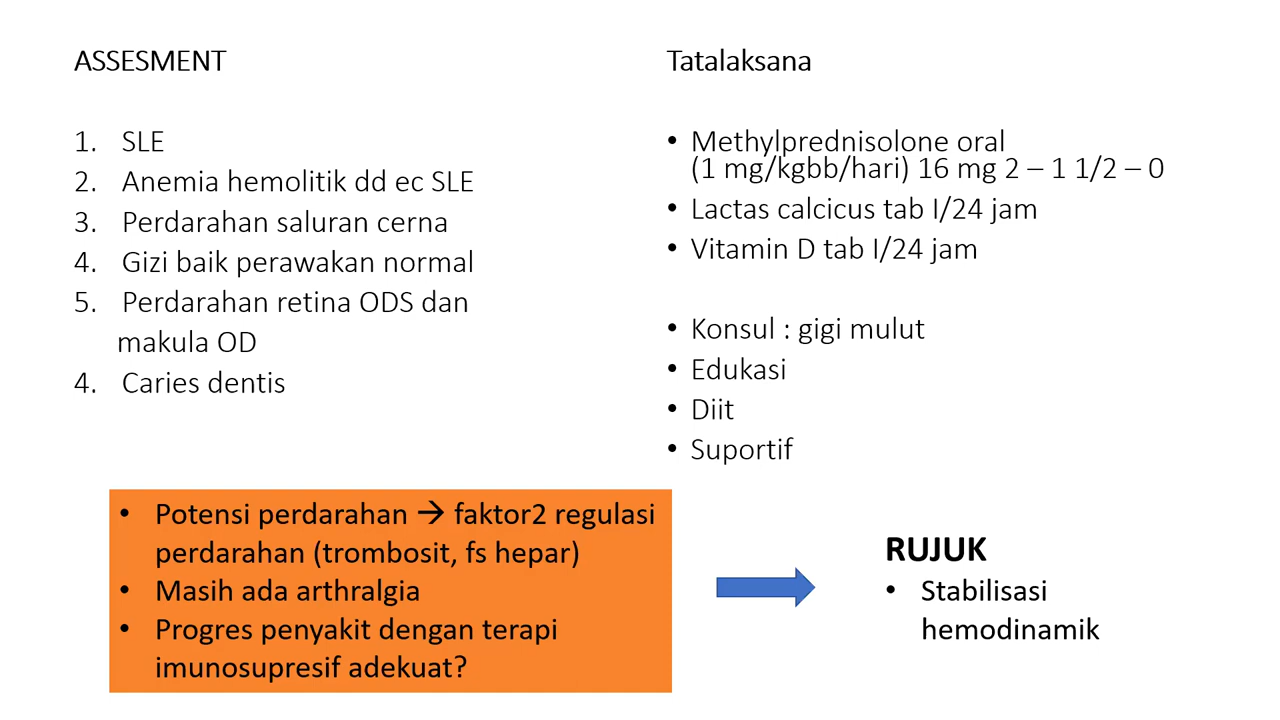 ASSESMENT
1. SLE
2. Anemia hemolitik dd ec SLE
3. Perdarahan saluran cerna
4. Gizi baik perawakan normal
5. Perdarahan retina ODS dan
makula OD
4. Caries dentis
Tatalaksana
• Methylprednisolone oral
(1 mg/kgbb/hari) 16 mg 2 – 1 1/2 – 0
• Lactas calcicus tab I/24 jam
• Vitamin D tab I/24 jam
• Konsul : gigi mulut
• Edukasi
• Diit
• Suportif
• Potensi perdarahan → faktor2 regulasi
perdarahan (trombosit, fs hepar)
• Masih ada arthralgia
• Progres penyakit dengan terapi
imunosupresif adekuat?
RUJUK
• Stabilisasi
hemodinamik